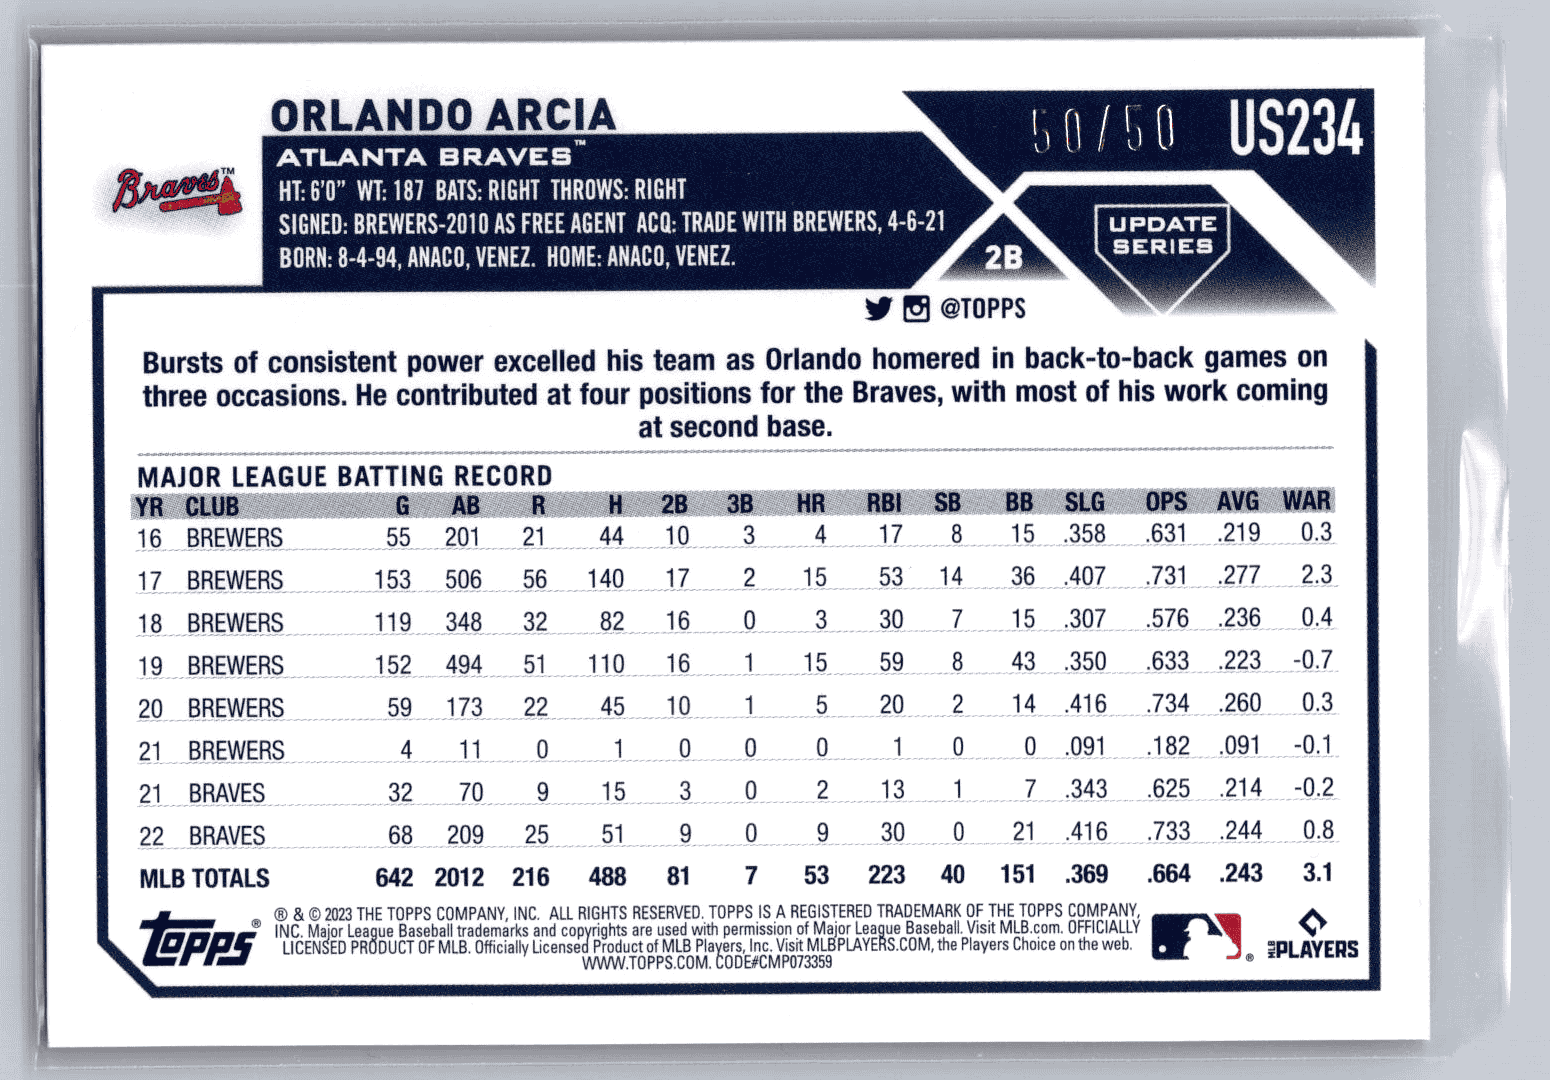 ORLANDO ARCIA
50/50 US234
Braves™
ATLANTA BRAVES™
HT: 6'0" WT: 187 BATS: RIGHT THROWS: RIGHT
SIGNED: BREWERS-2010 AS FREE AGENT ACQ: TRADE WITH BREWERS, 4-6-21
BORN: 8-4-94, ANACO, VENEZ. HOME: ANACO, VENEZ.
2B
UPDATE
SERIES
@TOPPS
Bursts of consistent power excelled his team as Orlando homered in back-to-back games on
three occasions. He contributed at four positions for the Braves, with most of his work coming
at second base.
MAJOR LEAGUE BATTING RECORD
YR CLUB G AB R H 2B 3B HR RBI SB BB SLG OPS AVG WAR
16 BREWERS 55 201 21 44 10 3 4 17 8 15 .358 .631 .219 0.3
17 BREWERS 153 506 56 140 17 2 15 53 14 36 .407 .731 .277 2.3
18 BREWERS 119 348 32 82 16 0 3 30 7 15 .307 .576 .236 0.4
19 BREWERS 152 494 51 110 16 1 15 59 8 43 .350 .633 .223 -0.7
20 BREWERS 59 173 22 45 10 1 5 20 2 14 .416 .734 .260 0.3
21 BREWERS 4 11 0 1 0 0 0 1 0 0 .091 .182 .091 -0.1
21 BRAVES 32 70 9 15 3 0 2 13 1 7 .343 .625 .214 -0.2
22 BRAVES 68 209 25 51 9 0 9 30 0 21 .416 .733 .244 0.8
MLB TOTALS 642 2012 216 488 81 7 53 223 40 151 .369 .664 .243 3.1
topps®
® & © 2023 THE TOPPS COMPANY, INC. ALL RIGHTS RESERVED. TOPPS IS A REGISTERED TRADEMARK OF THE TOPPS COMPANY,
INC. Major League Baseball trademarks and copyrights are used with permission of Major League Baseball. Visit MLB.com. OFFICIALLY
LICENSED PRODUCT OF MLB. Officially Licensed Product of MLB Players, Inc. Visit MLBPLAYERS.COM, the Players Choice on the web.
WWW.TOPPS.COM. CODE#CMP073359
®
MLB PLAYERS